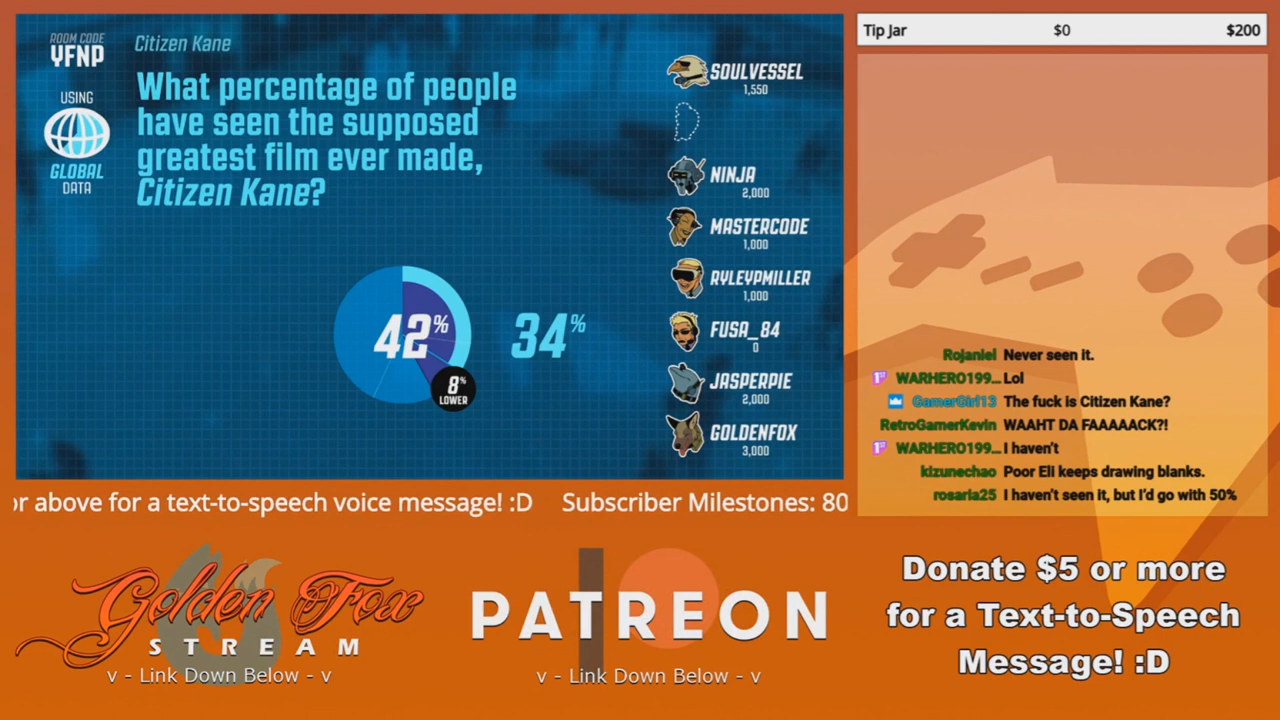 ROOM CODE
YFNP
USING
GLOBAL
DATA
Citizen Kane
What percentage of people
have seen the supposed
greatest film ever made,
Citizen Kane?
42%
8%
LOWER
34%
SOULVESSEL
1,550
NINJA
2,000
MASTERCODE
1,000
RYLEYPMILLER
1,000
FUSA_84
0
JASPERPIE
2,000
GOLDENFOX
3,000
Tip Jar $0 $200
Rojaniel Never seen it.
WARHERO199... Lol
GamerGirl13 The fuck is Citizen Kane?
RetroGamerKevin WAAHT DA FAAAAACK?!
WARHERO199... I haven't
kizunechao Poor Eli keeps drawing blanks.
rosaria25 I haven't seen it, but I'd go with 50%
or above for a text-to-speech voice message! :D Subscriber Milestones: 80
Golden Fox
STREAM
v - Link Down Below - v
PATREON
v - Link Down Below - v
Donate $5 or more
for a Text-to-Speech
Message! :D